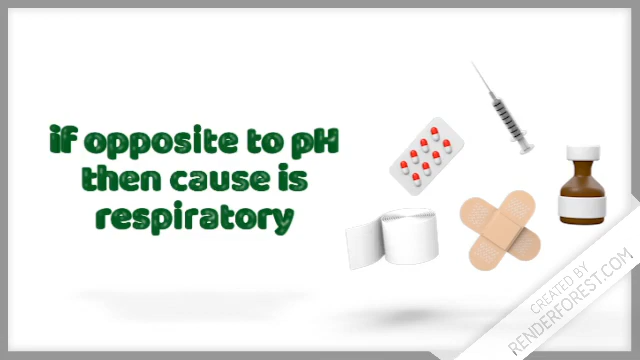 if opposite to pH
then cause is
respiratory
CREATED BY
RENDERFOREST.COM